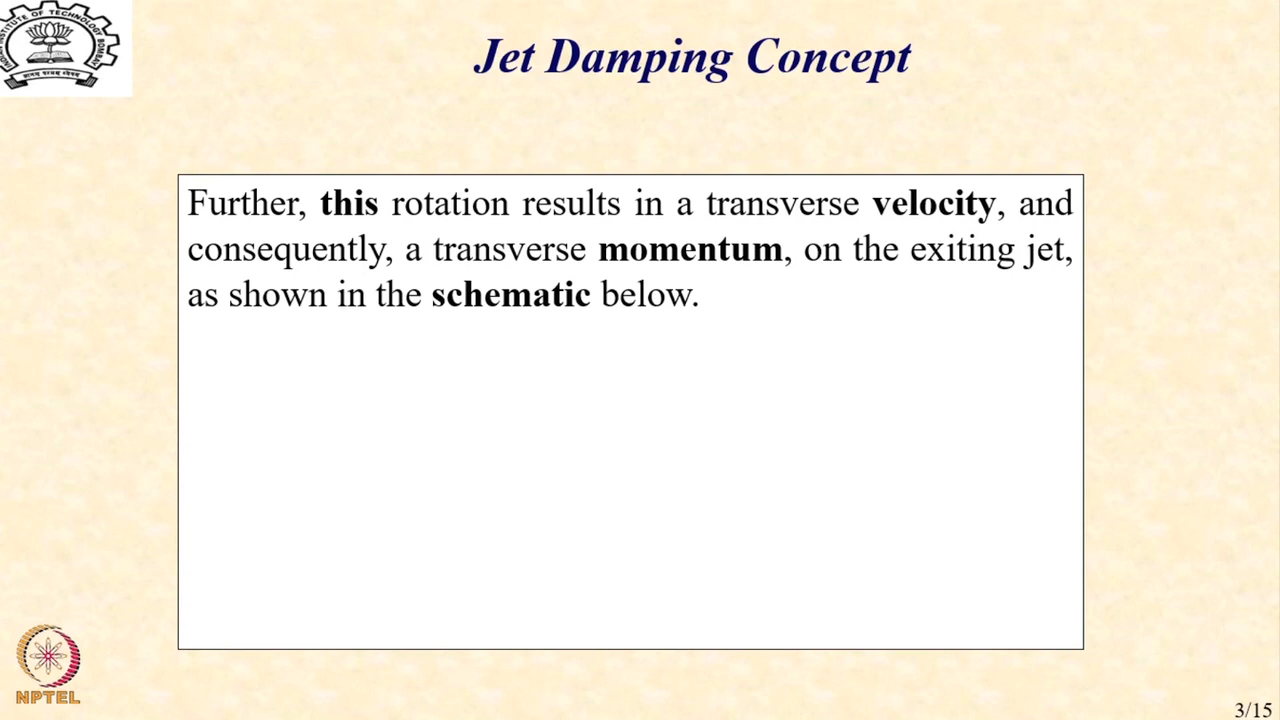 Jet Damping Concept
Further, this rotation results in a transverse velocity, and
consequently, a transverse momentum, on the exiting jet,
as shown in the schematic below.
NPTEL
3/15